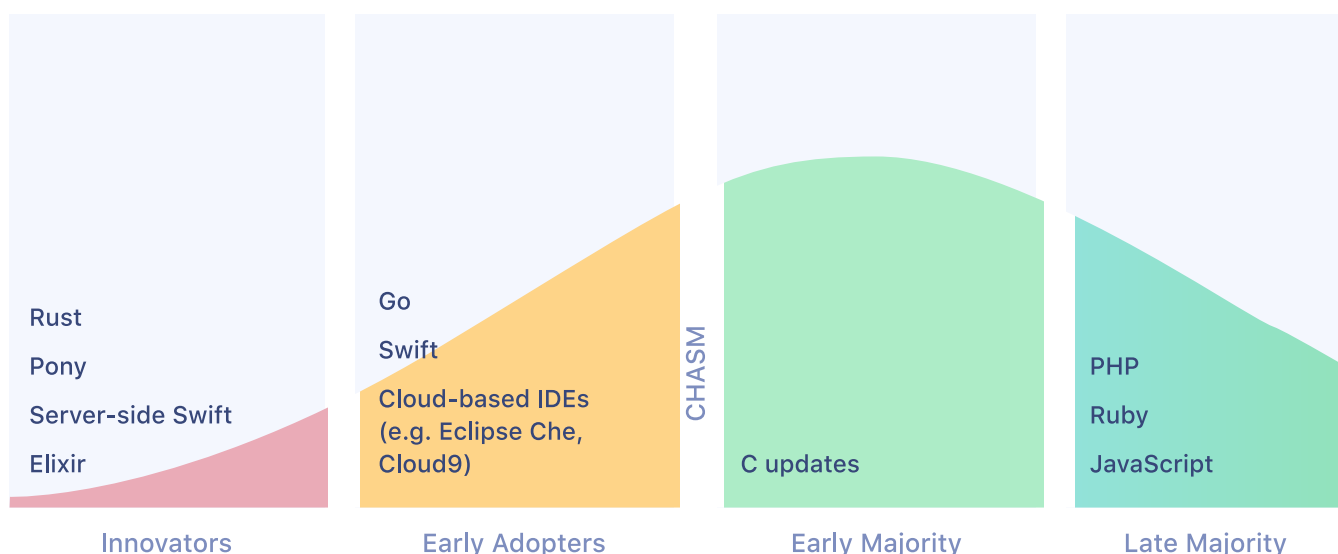 Rust
Pony
Server-side Swift
Elixir
Innovators
Go
Swift
Cloud-based IDEs
(e.g. Eclipse Che,
Cloud9)
Early Adopters
CHASM
C updates
Early Majority
PHP
Ruby
JavaScript
Late Majority